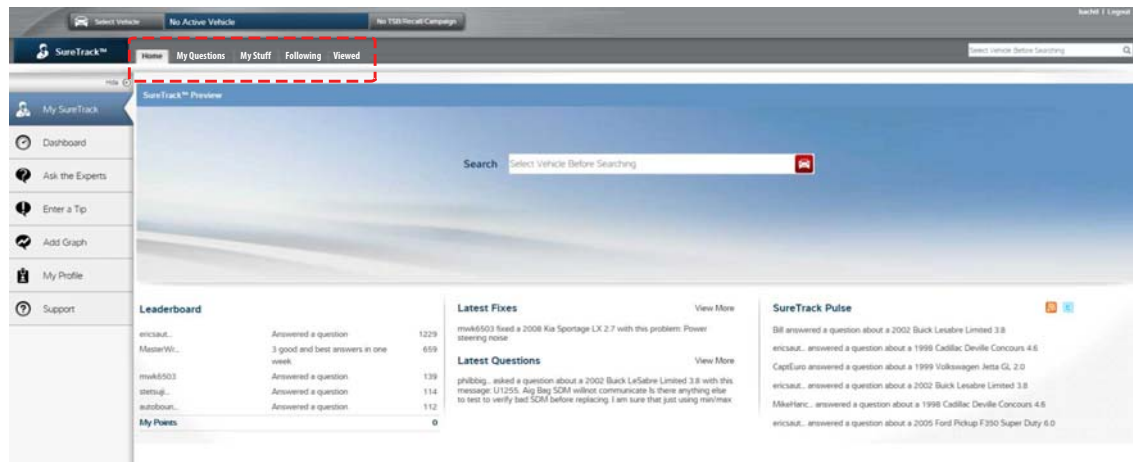 Select Vehicle
No Active Vehicle
No TSB/Recall/Campaign
Logout
SureTrack™
Home
My Questions
My Stuff
Following
Viewed
Select Vehicle Before Searching
Hide
My SureTrack
Dashboard
Ask the Experts
Enter a Tip
Add Graph
My Profile
Support
SureTrack™ Preview
Search
Select Vehicle Before Searching
Leaderboard
ericsaut... Answered a question 1229
MasterWr... 3 good and best answers in one 659
week.
mwk6503 Answered a question 139
stetsuji... Answered a question 114
autoboun... Answered a question 112
My Points 0
Latest Fixes View More
mwk6503 fixed a 2008 Kia Sportage LX 2.7 with this problem: Power
steering noise
Latest Questions View More
philbbig... asked a question about a 2002 Buick LeSabre Limited 3.8 with this
message: U1255. Aig Bag SDM willnot communicate Is there anything else
to test to verify bad SDM before replacing. I am sure that just using min/max
SureTrack Pulse
Bill answered a question about a 2002 Buick Lesabre Limited 3.8
ericsaut... answered a question about a 1998 Cadillac Deville Concours 4.6
CaptEuro answered a question about a 1999 Volkswagen Jetta GL 2.0
ericsaut... answered a question about a 2002 Buick Lesabre Limited 3.8
MikeHanc... answered a question about a 1998 Cadillac Deville Concours 4.6
ericsaut... answered a question about a 2005 Ford Pickup F350 Super Duty 6.0